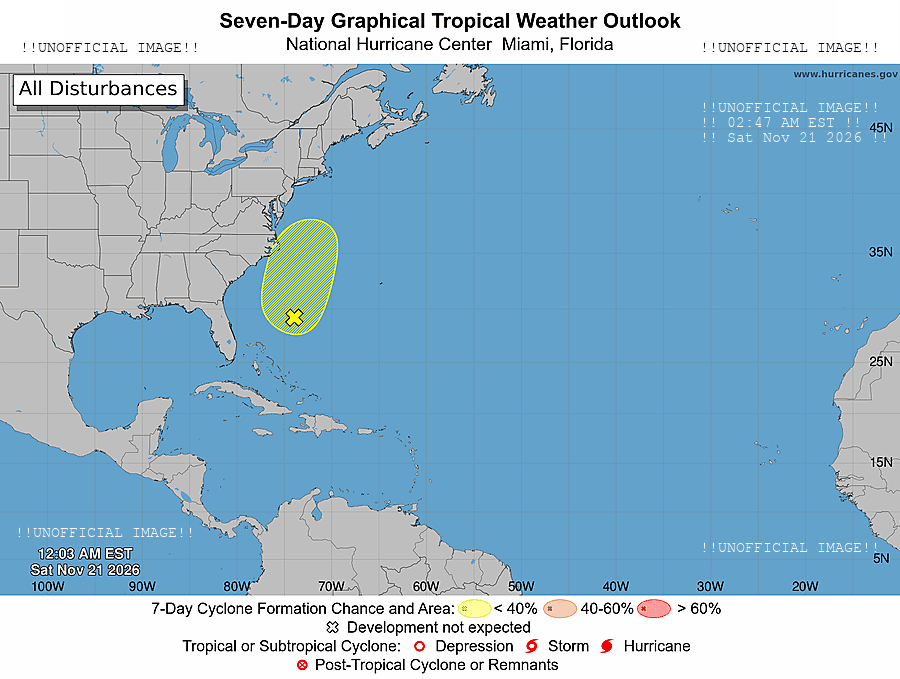 Seven-Day Graphical Tropical Weather Outlook
National Hurricane Center Miami, Florida
!!UNOFFICIAL IMAGE!!
!!UNOFFICIAL IMAGE!!
www.hurricanes.gov
All Disturbances
!!UNOFFICIAL IMAGE!!
!! 02:47 AM EST !!
!! Sat Nov 21 2026 !!
45N
35N
25N
15N
5N
!!UNOFFICIAL IMAGE!!
!!UNOFFICIAL IMAGE!!
12:03 AM EST
Sat Nov 21 2026
100W 90W 80W 70W 60W 50W 40W 30W 20W
7-Day Cyclone Formation Chance and Area: < 40% 40-60% > 60%
Development not expected
Tropical or Subtropical Cyclone: Depression Storm Hurricane
Post-Tropical Cyclone or Remnants